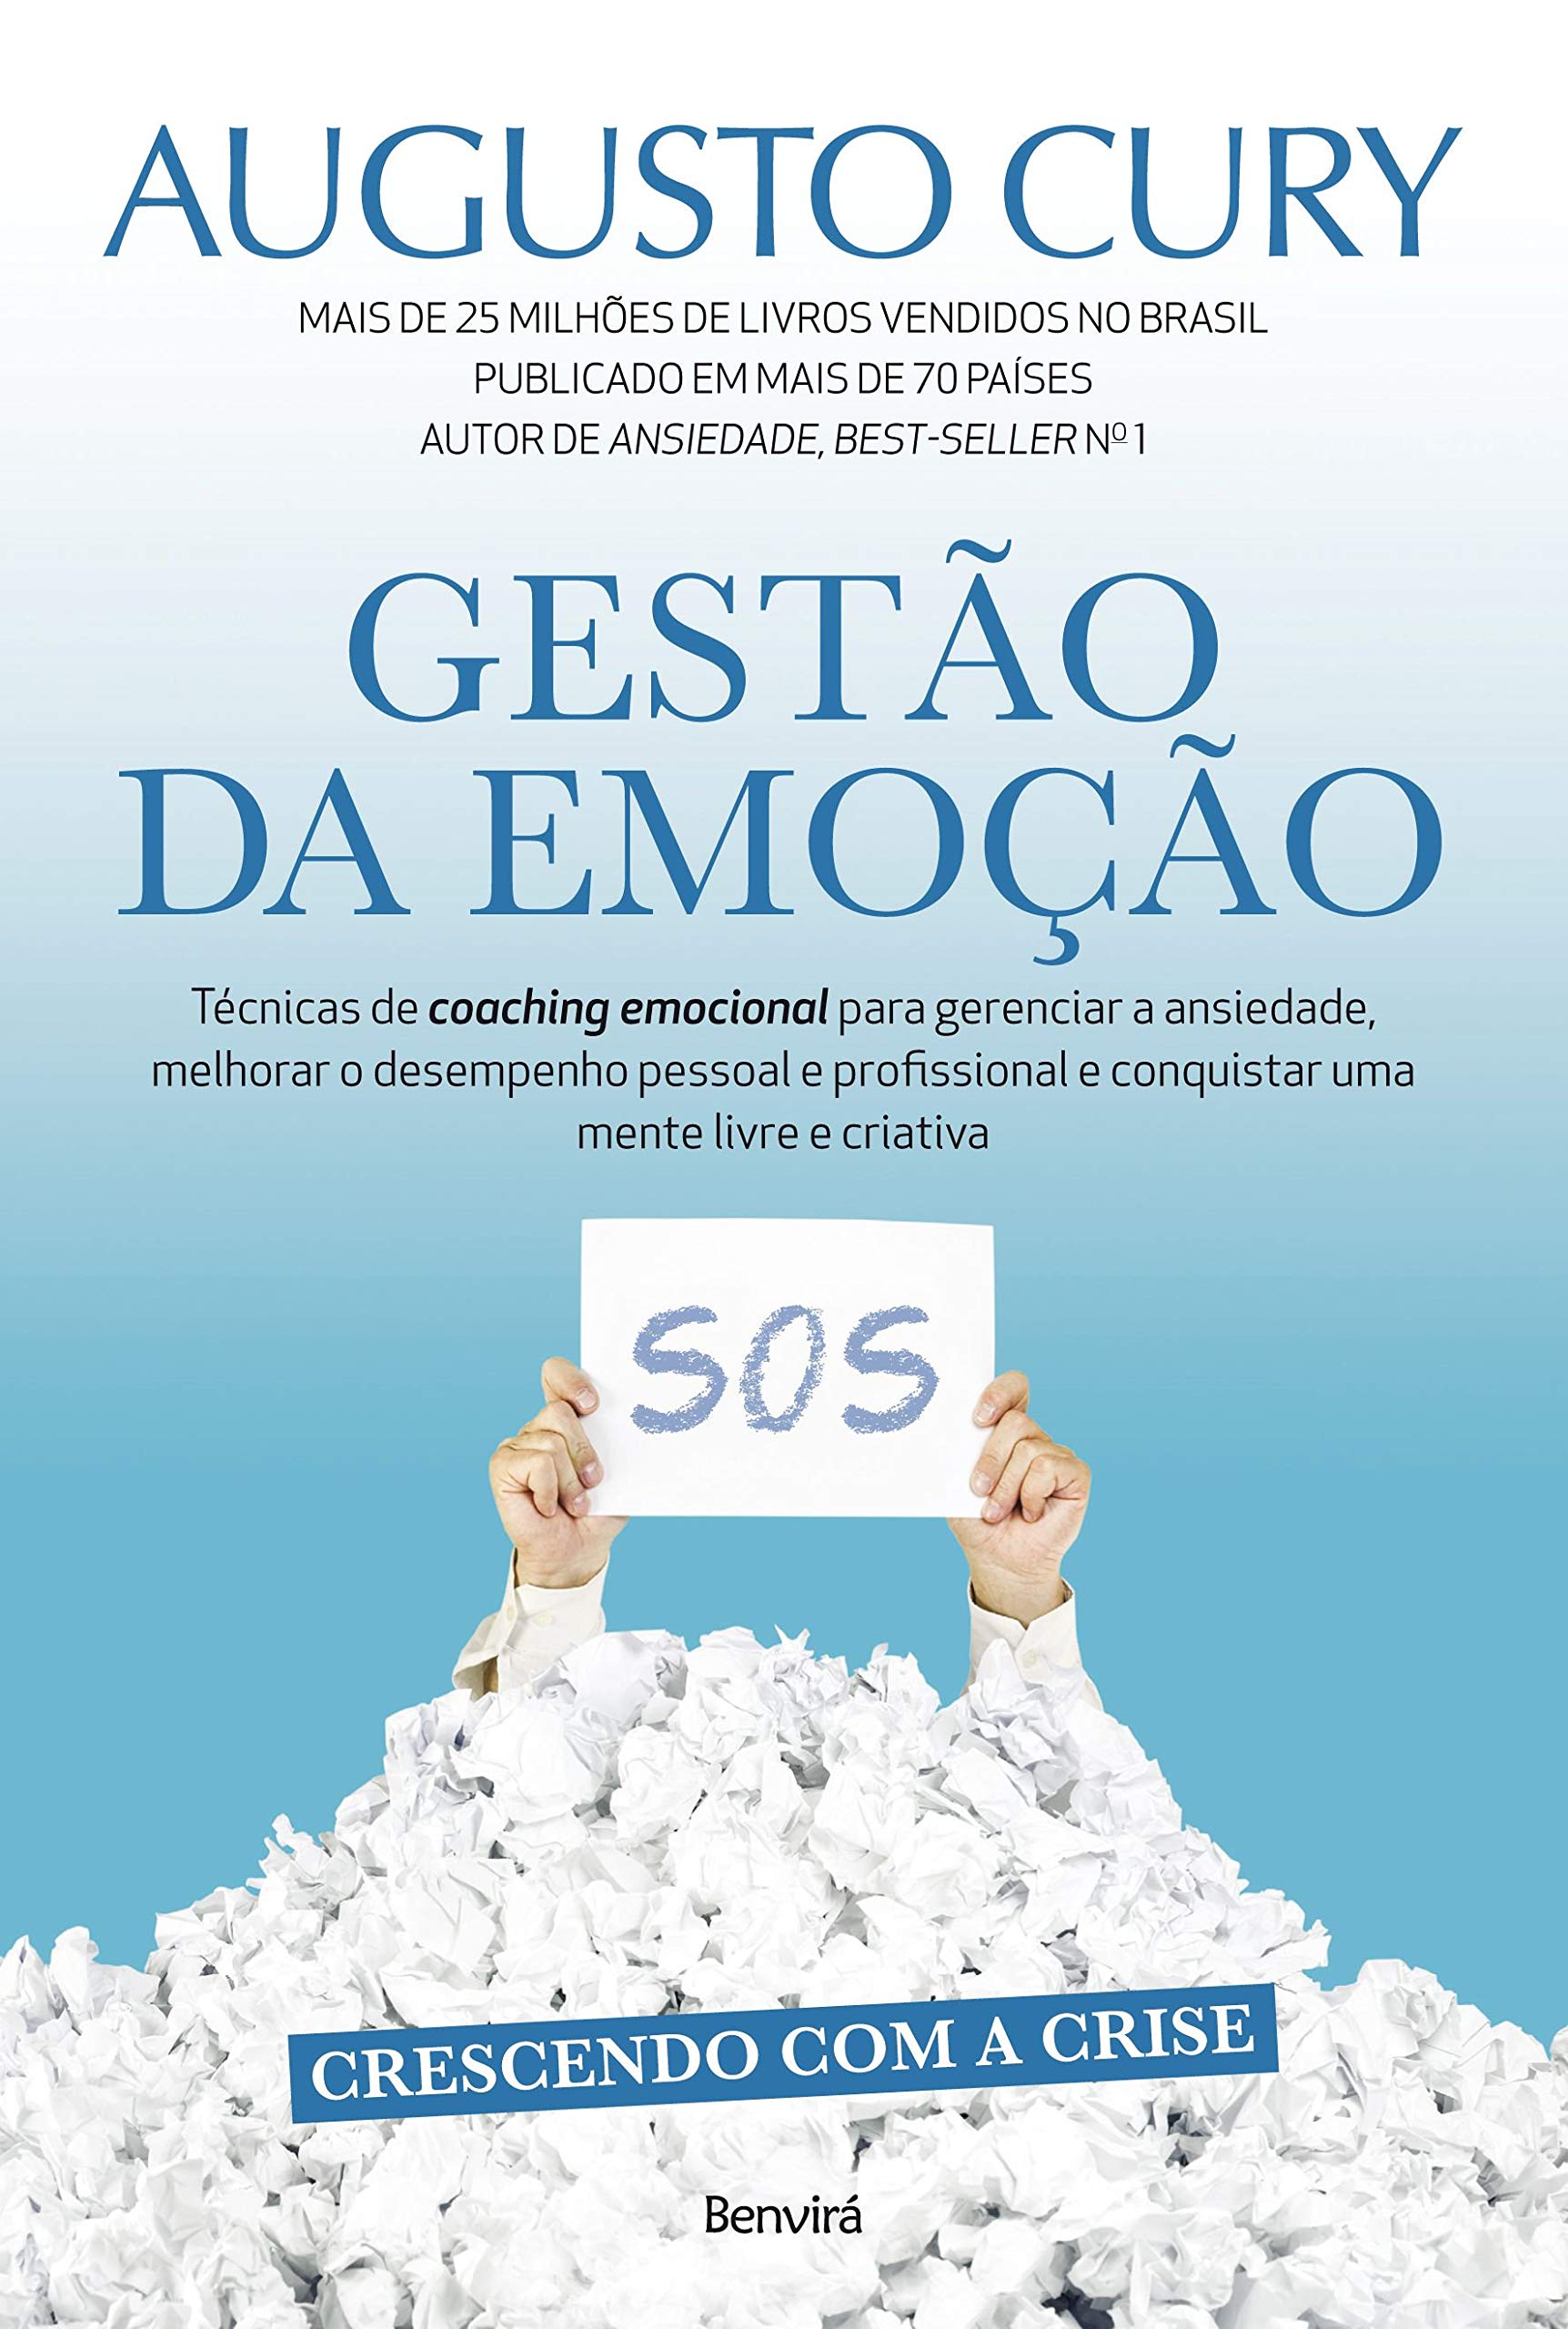 AUGUSTO CURY
MAIS DE 25 MILHÕES DE LIVROS VENDIDOS NO BRASIL
PUBLICADO EM MAIS DE 70 PAÍSES
AUTOR DE ANSIEDADE, BEST-SELLER Nº 1
GESTÃO
DA EMOÇÃO
Técnicas de coaching emocional para gerenciar a ansiedade,
melhorar o desempenho pessoal e profissional e conquistar uma
mente livre e criativa
SOS
CRESCENDO COM A CRISE
Benvirá